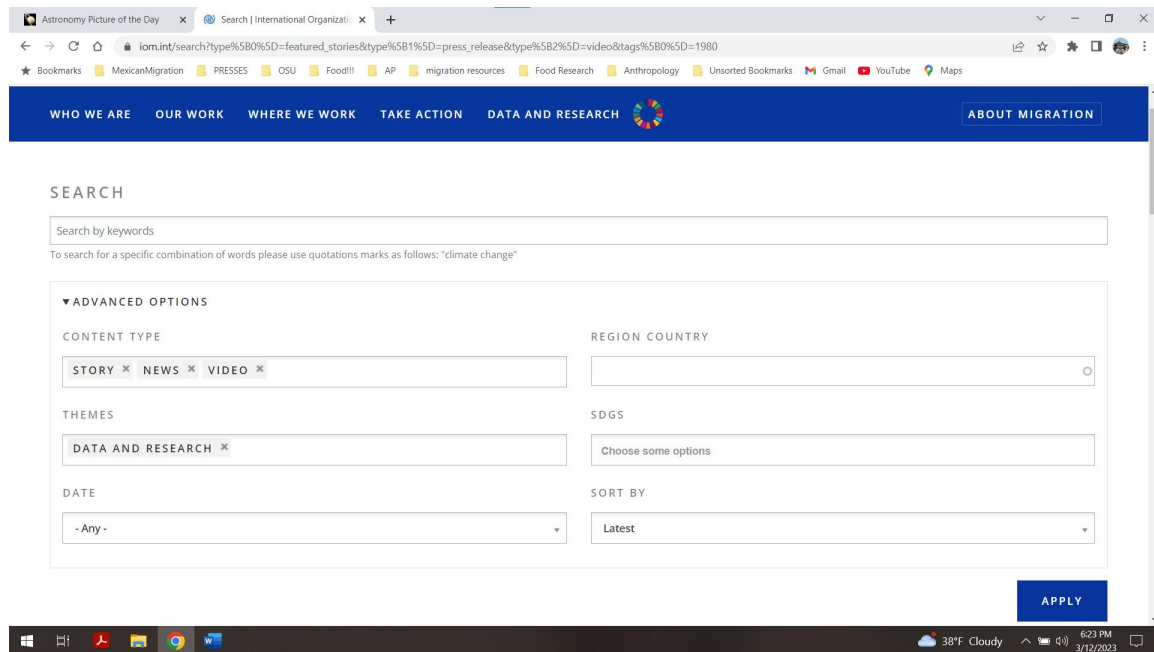 Astronomy Picture of the Day
Search | International Organizatio
iom.int/search?type%5B0%5D=featured_stories&type%5B1%5D=press_release&type%5B2%5D=video&tags%5B0%5D=1980
Bookmarks MexicanMigration PRESSES OSU Food!!! AP migration resources Food Research Anthropology Unsorted Bookmarks Gmail YouTube Maps
WHO WE ARE OUR WORK WHERE WE WORK TAKE ACTION DATA AND RESEARCH ABOUT MIGRATION
SEARCH
Search by keywords
To search for a specific combination of words please use quotations marks as follows: "climate change"
▼ADVANCED OPTIONS
CONTENT TYPE REGION COUNTRY
STORY × NEWS × VIDEO ×
THEMES SDGS
DATA AND RESEARCH × Choose some options
DATE SORT BY
- Any - Latest
APPLY
38°F Cloudy 6:23 PM
3/12/2023